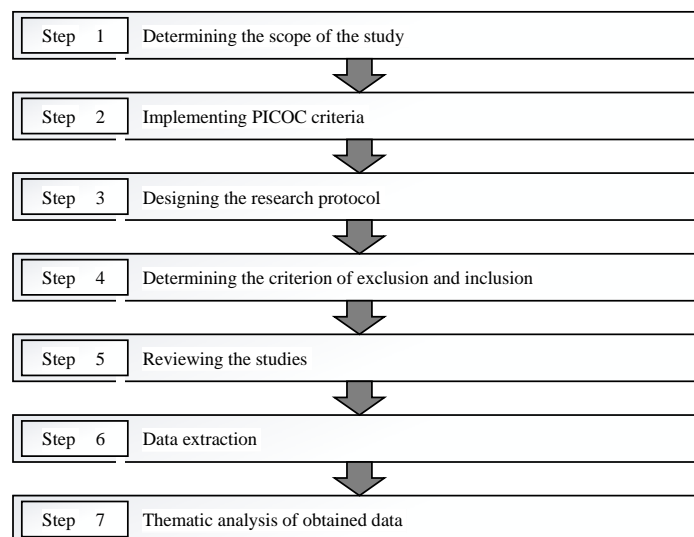 Step 1 Determining the scope of the study
Step 2 Implementing PICOC criteria
Step 3 Designing the research protocol
Step 4 Determining the criterion of exclusion and inclusion
Step 5 Reviewing the studies
Step 6 Data extraction
Step 7 Thematic analysis of obtained data